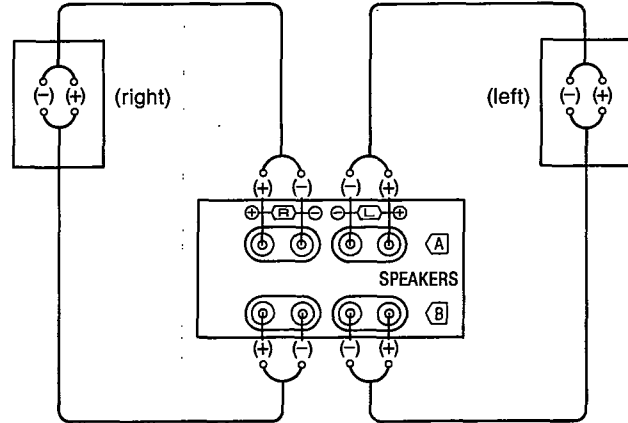 (−) (+) (right)
(left) (−) (+)
(+) (−) (−) (+)
⊕ R ⊖ ⊖ L ⊕
A
SPEAKERS
B
(+) (−) (−) (+)